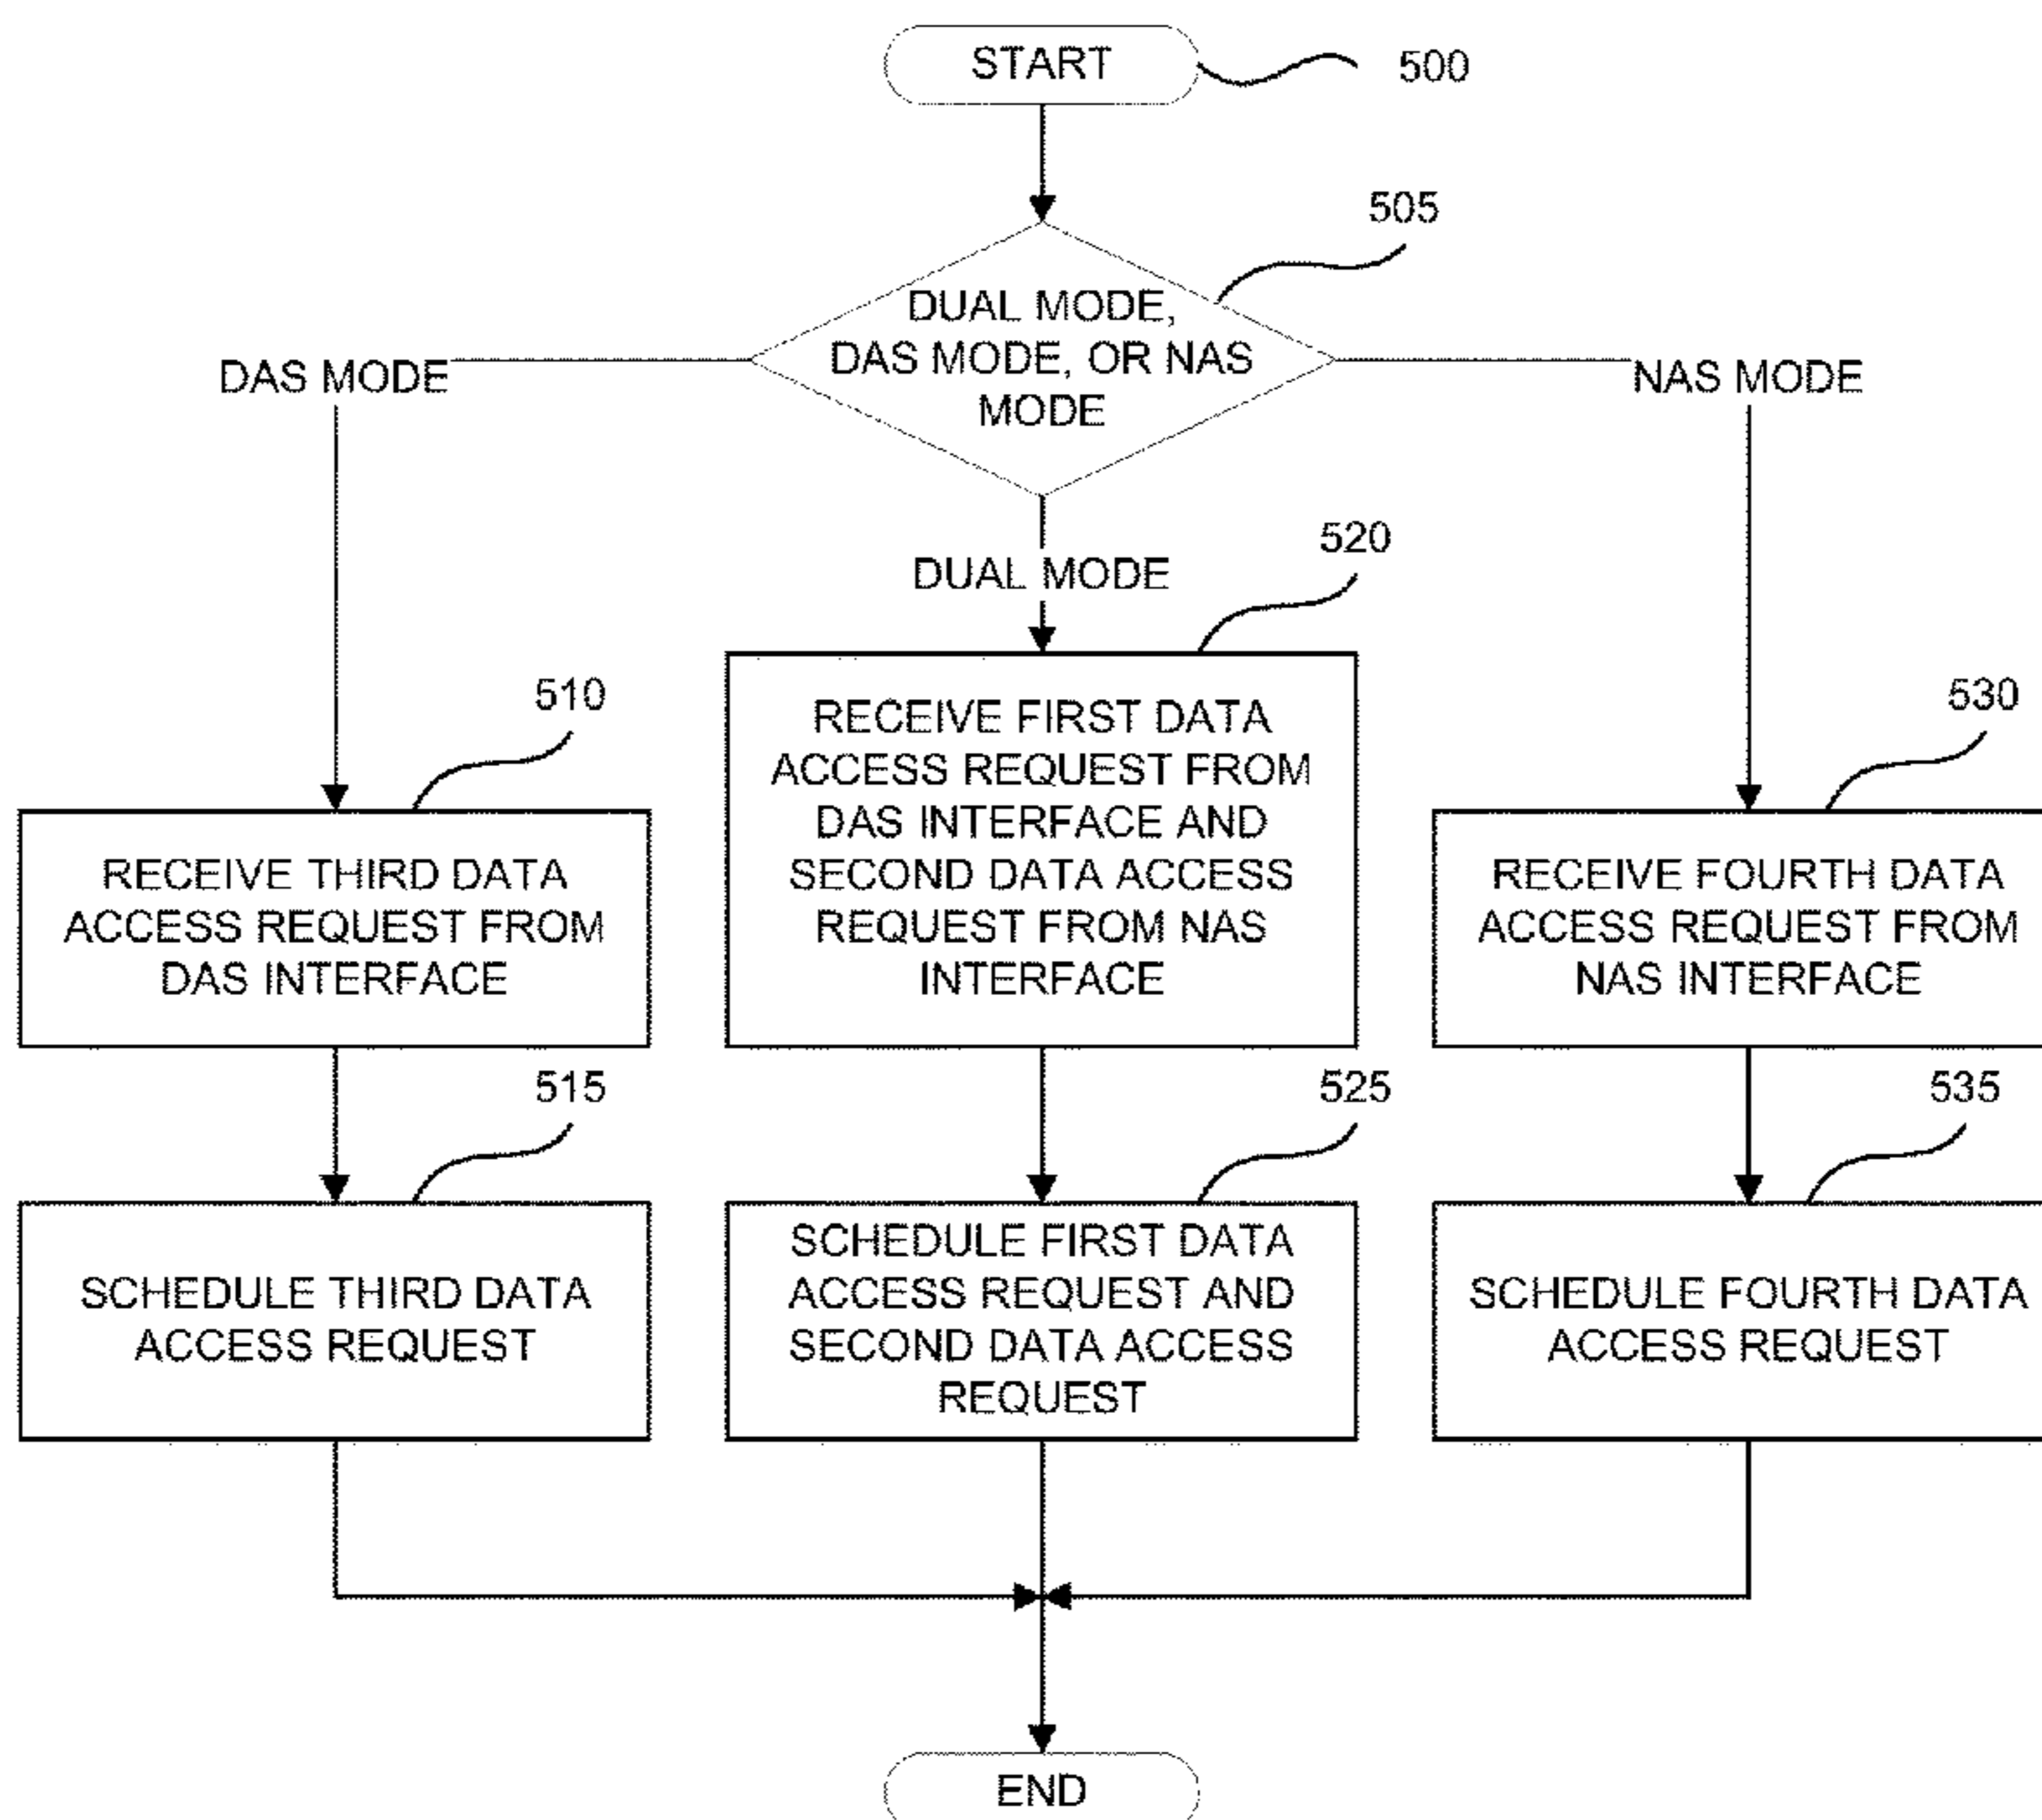 START
500
505
DUAL MODE,
DAS MODE, OR NAS
MODE
DAS MODE
NAS MODE
DUAL MODE
520
510
530
RECEIVE FIRST DATA
ACCESS REQUEST FROM
DAS INTERFACE AND
SECOND DATA ACCESS
REQUEST FROM NAS
INTERFACE
RECEIVE THIRD DATA
ACCESS REQUEST FROM
DAS INTERFACE
RECEIVE FOURTH DATA
ACCESS REQUEST FROM
NAS INTERFACE
515
525
535
SCHEDULE THIRD DATA
ACCESS REQUEST
SCHEDULE FIRST DATA
ACCESS REQUEST AND
SECOND DATA ACCESS
REQUEST
SCHEDULE FOURTH DATA
ACCESS REQUEST
END